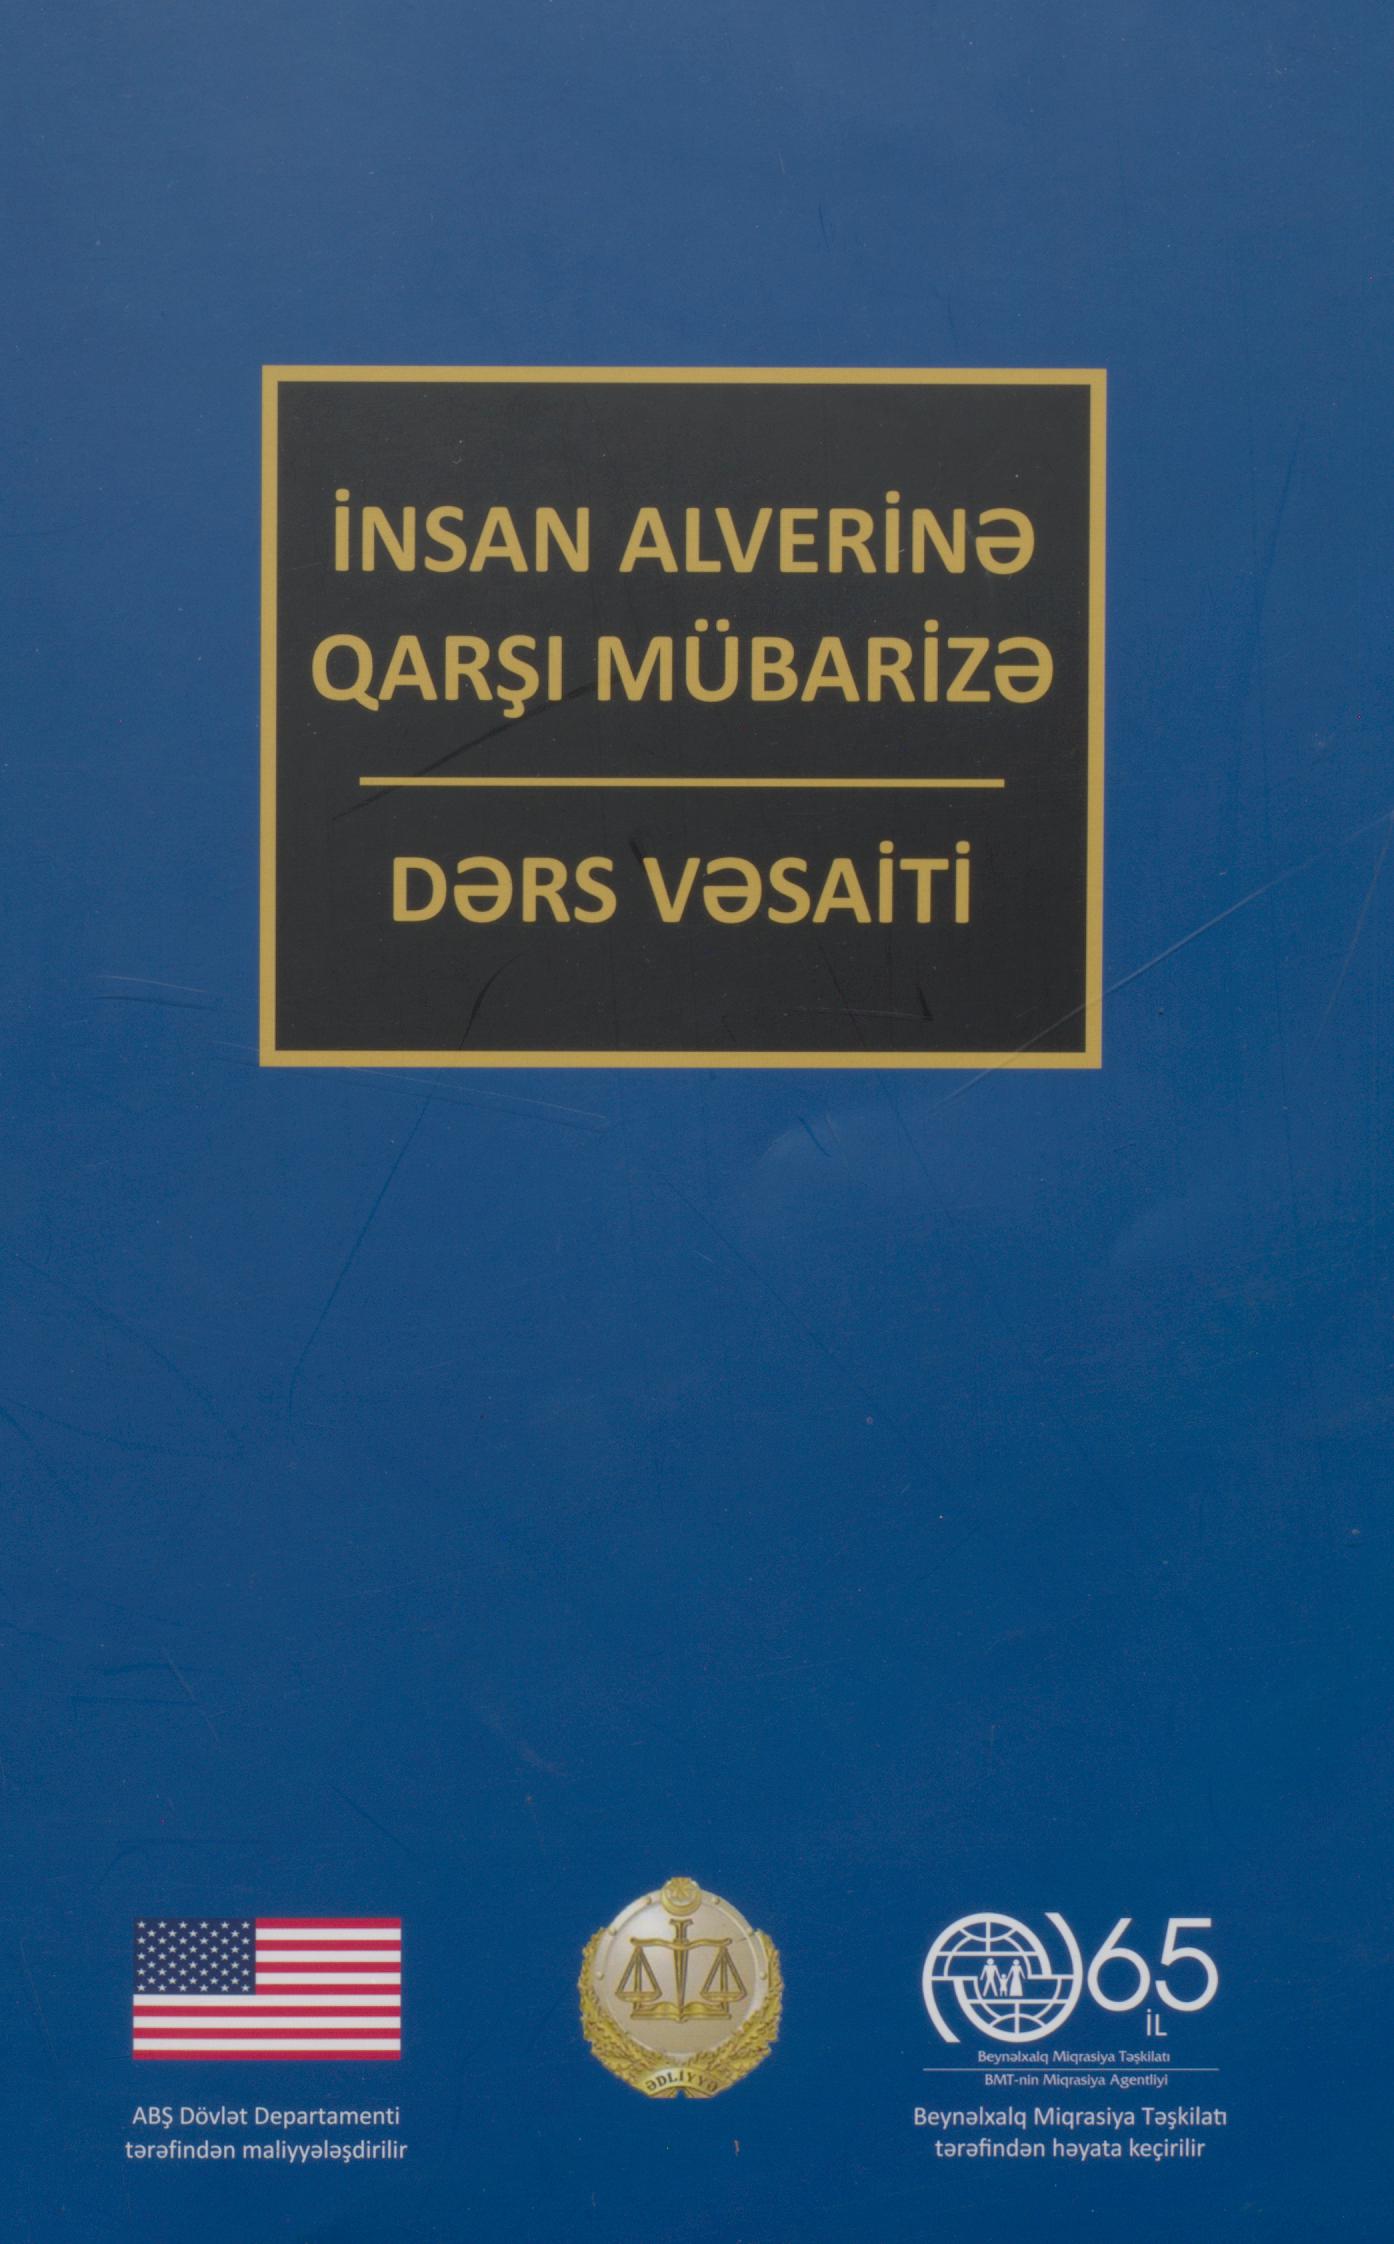 İNSAN ALVERİNƏ
QARŞI MÜBARİZƏ
DƏRS VƏSAİTİ
ABŞ Dövlət Departamenti
tərəfindən maliyyələşdirilir
ƏDLİYYƏ
65
İL
Beynəlxalq Miqrasiya Təşkilatı
BMT-nin Miqrasiya Agentliyi
Beynəlxalq Miqrasiya Təşkilatı
tərəfindən həyata keçirilir